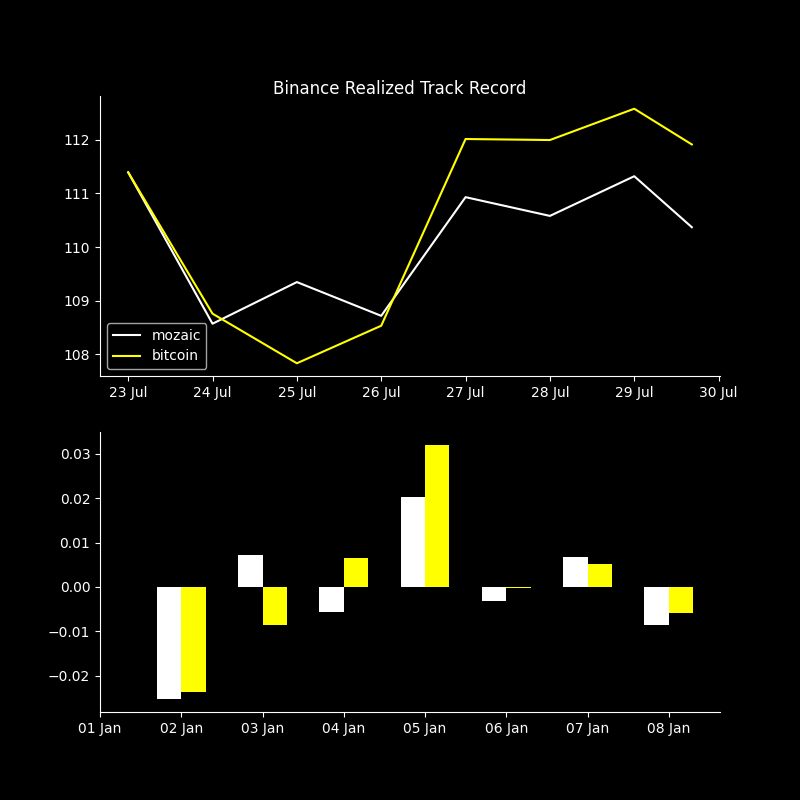 Binance Realized Track Record
112
111
110
109
108
mozaic
bitcoin
23 Jul 24 Jul 25 Jul 26 Jul 27 Jul 28 Jul 29 Jul 30 Jul
0.03
0.02
0.01
0.00
−0.01
−0.02
01 Jan 02 Jan 03 Jan 04 Jan 05 Jan 06 Jan 07 Jan 08 Jan